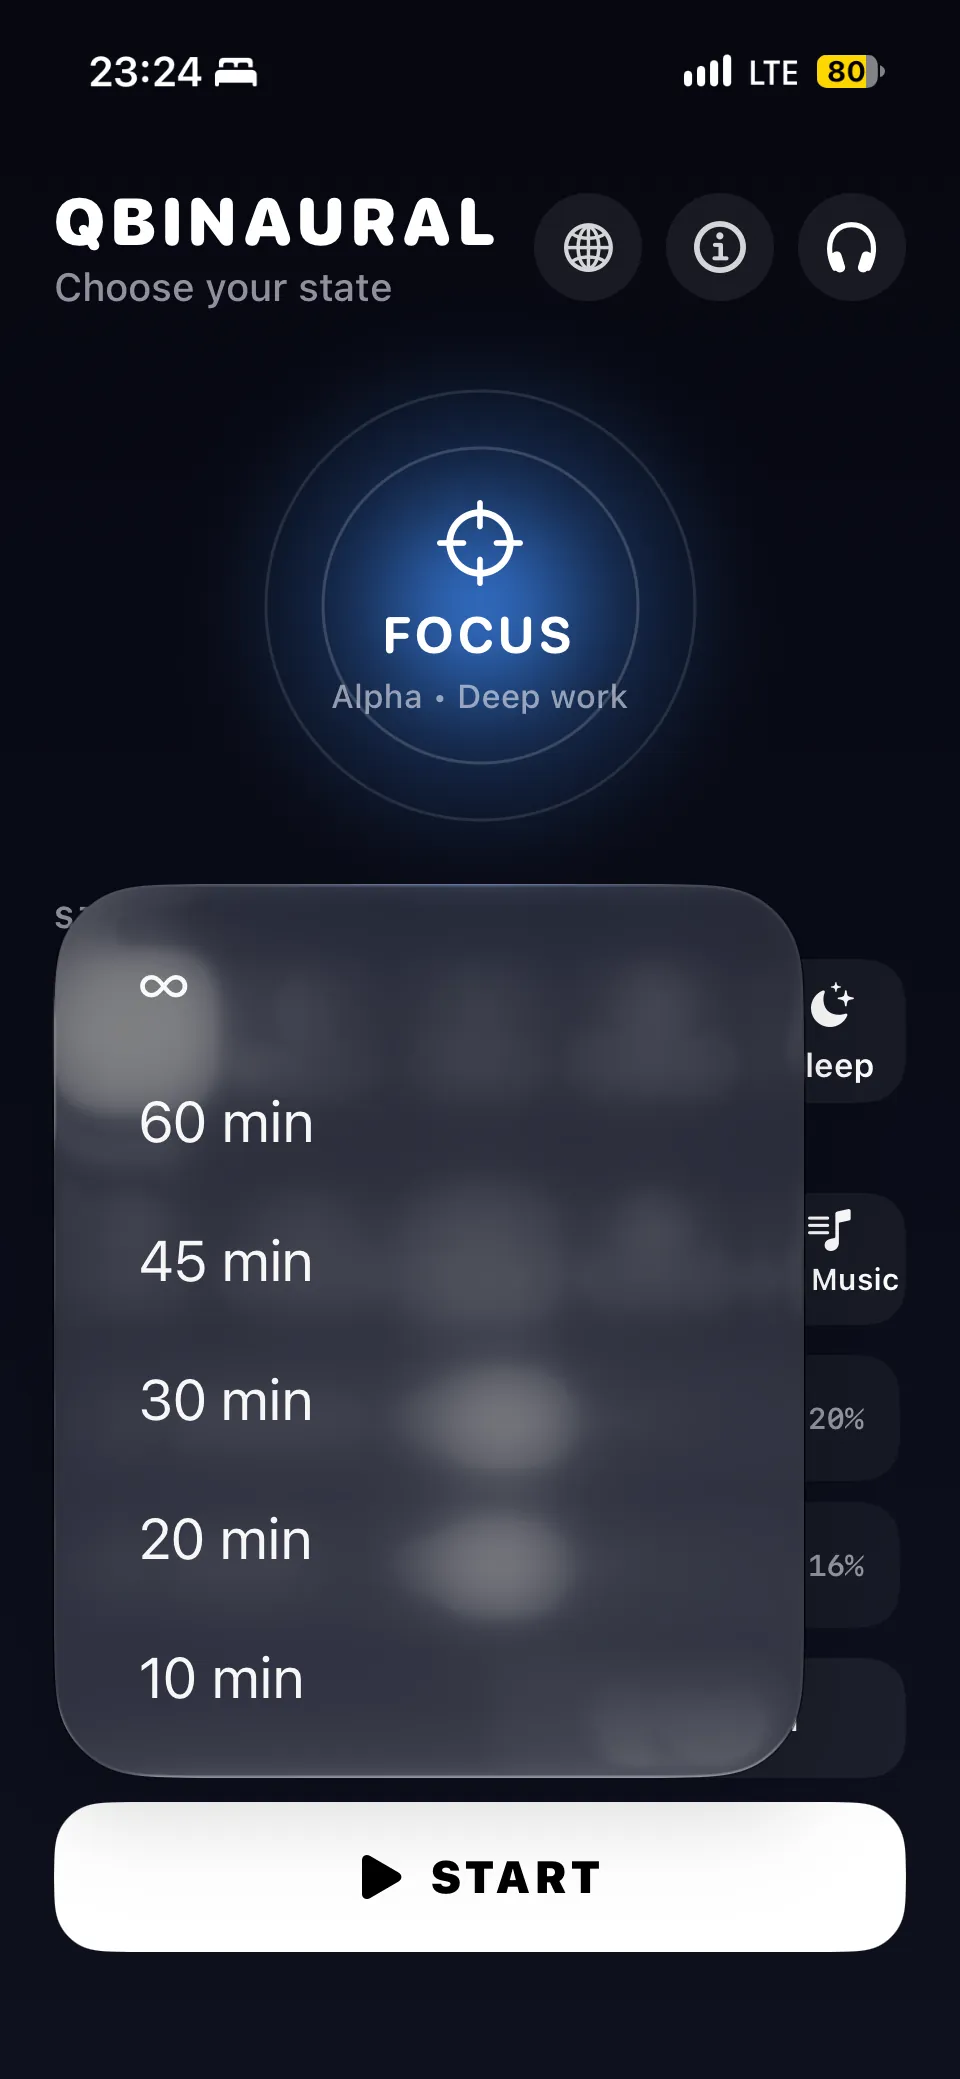 23:24 LTE 80
QBINAURAL
Choose your state
FOCUS
Alpha • Deep work
∞
60 min
45 min
30 min
20 min
10 min
leep
Music
20%
16%
START